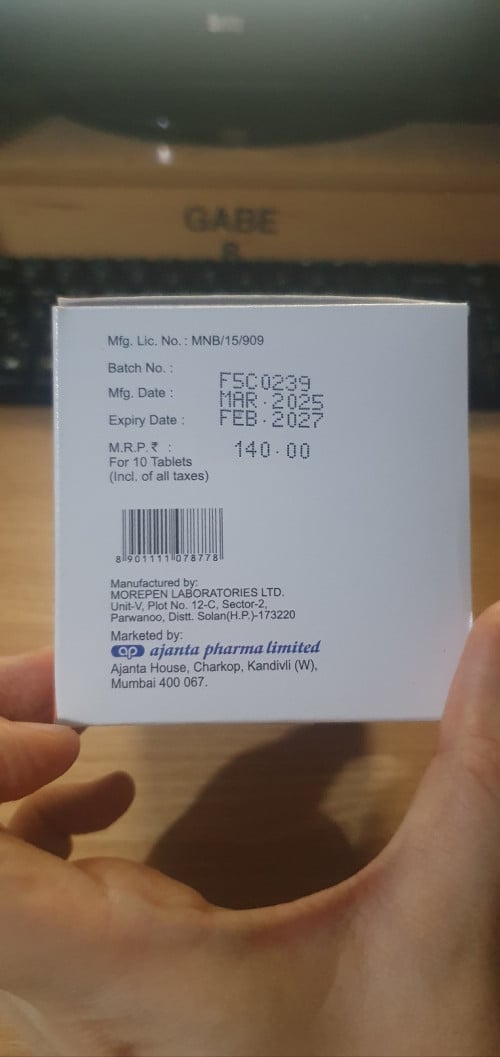 GABE
Mfg. Lic. No. : MNB/15/909
Batch No. : F5C0239
Mfg. Date : MAR · 2025
Expiry Date : FEB · 2027
M.R.P.₹ : 140·00
For 10 Tablets
(Incl. of all taxes)
8 901111 078778
Manufactured by:
MOREPEN LABORATORIES LTD.
Unit-V, Plot No. 12-C, Sector-2,
Parwanoo, Distt. Solan(H.P.)-173220
Marketed by:
ap ajanta pharma limited
Ajanta House, Charkop, Kandivli (W),
Mumbai 400 067.